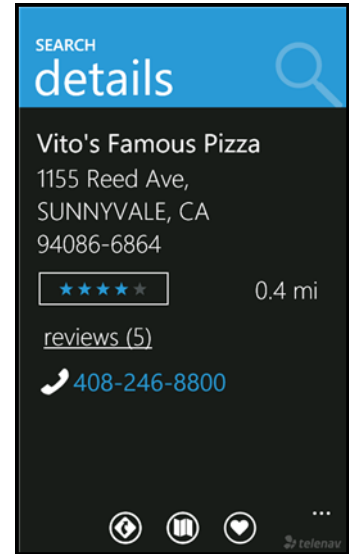 SEARCH
details
Vito's Famous Pizza
1155 Reed Ave,
SUNNYVALE, CA
94086-6864
0.4 mi
reviews (5)
408-246-8800
...
telenav